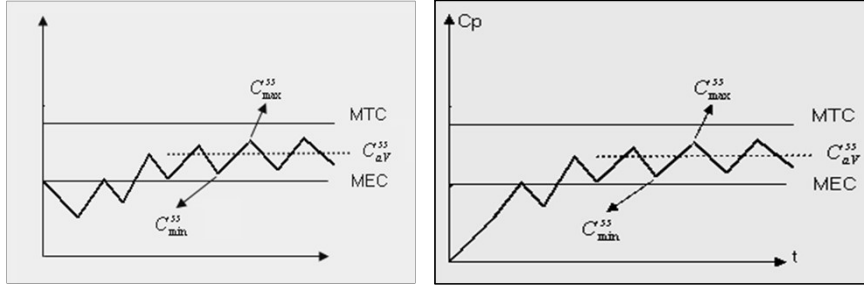 C^ss_max
MTC
C^ss_aV
MEC
C^ss_min
Cp
C^ss_max
MTC
C^ss_aV
MEC
C^ss_min
t